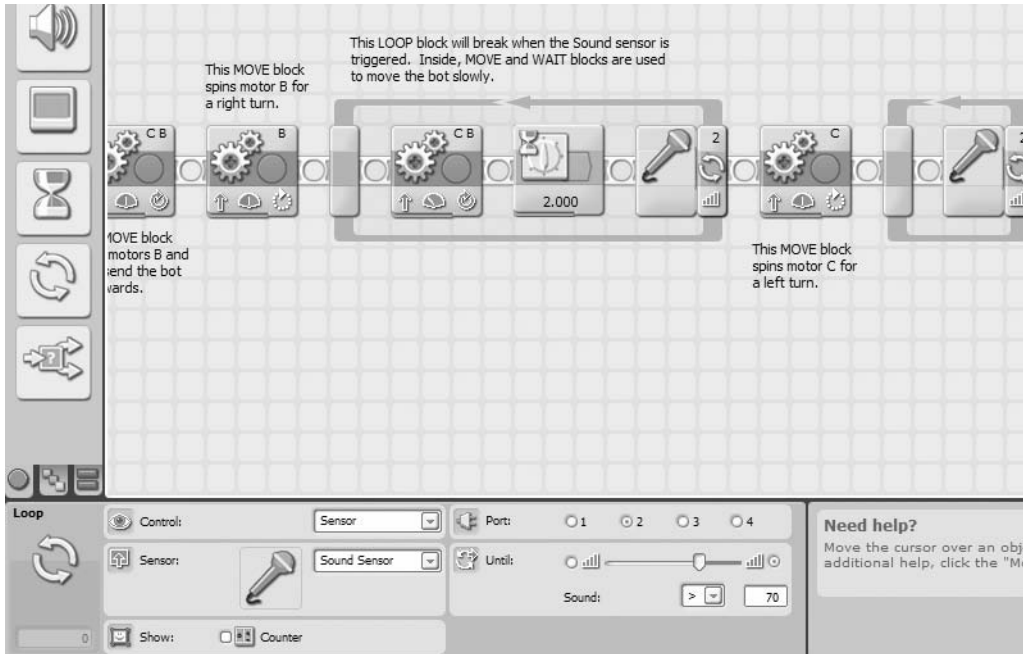 This LOOP block will break when the Sound sensor is
triggered. Inside, MOVE and WAIT blocks are used
to move the bot slowly.
This MOVE block
spins motor B for
a right turn.
C B
B
C B
2
C
2
2.000
MOVE block
motors B and
send the bot
wards.
This MOVE block
spins motor C for
a left turn.
Loop
Control:
Sensor
Port:
1
2
3
4
Need help?
Move the cursor over an obj
additional help, click the "M
Sensor:
Sound Sensor
Until:
Sound:
>
70
0
Show:
Counter